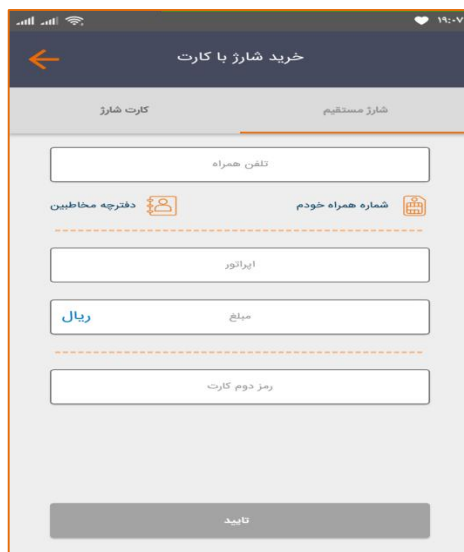 ۱۹:۰۷
خرید شارژ با کارت
شارژ مستقیم
کارت شارژ
تلفن همراه
شماره همراه خودم
دفترچه مخاطبین
اپراتور
مبلغ
ریال
رمز دوم کارت
تایید